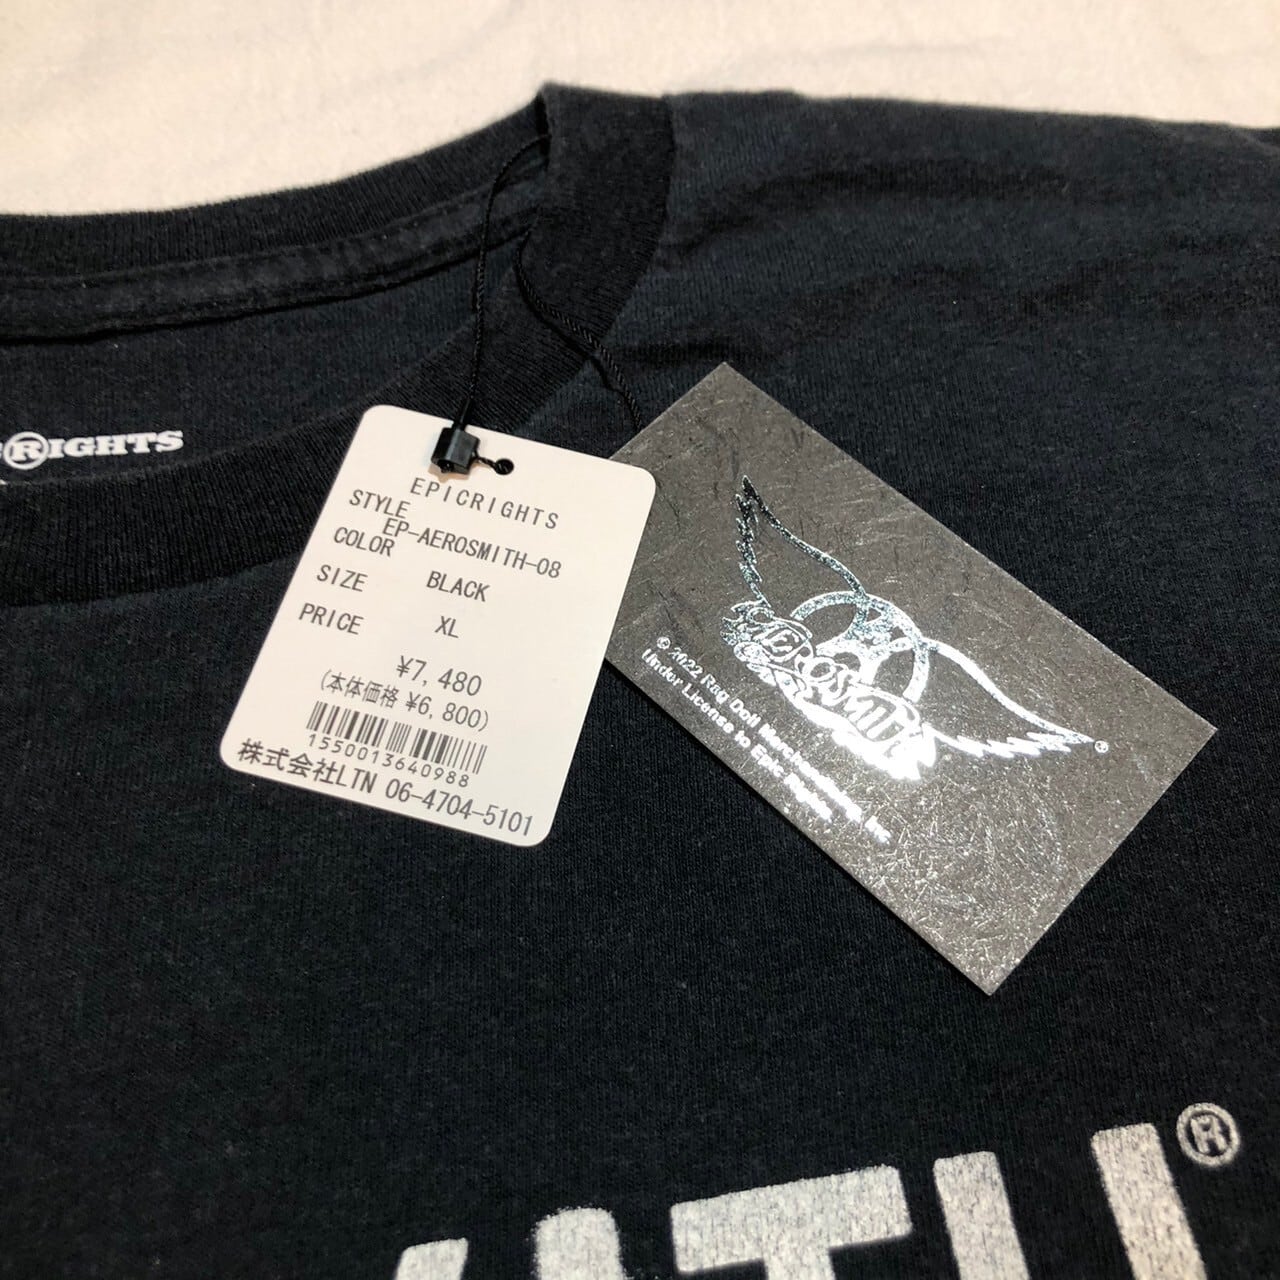 ®IGHTS
EPICRIGHTS
STYLE
EP-AEROSMITH-08
COLOR
BLACK
SIZE
XL
PRICE
¥7,480
(本体価格 ¥6,800)
1550013640988
株式会社LTN 06-4704-5101
AEROSMITH
®
© 2022 Rag Doll Merchandising, Inc
Under License to Epic Rights
MITH®